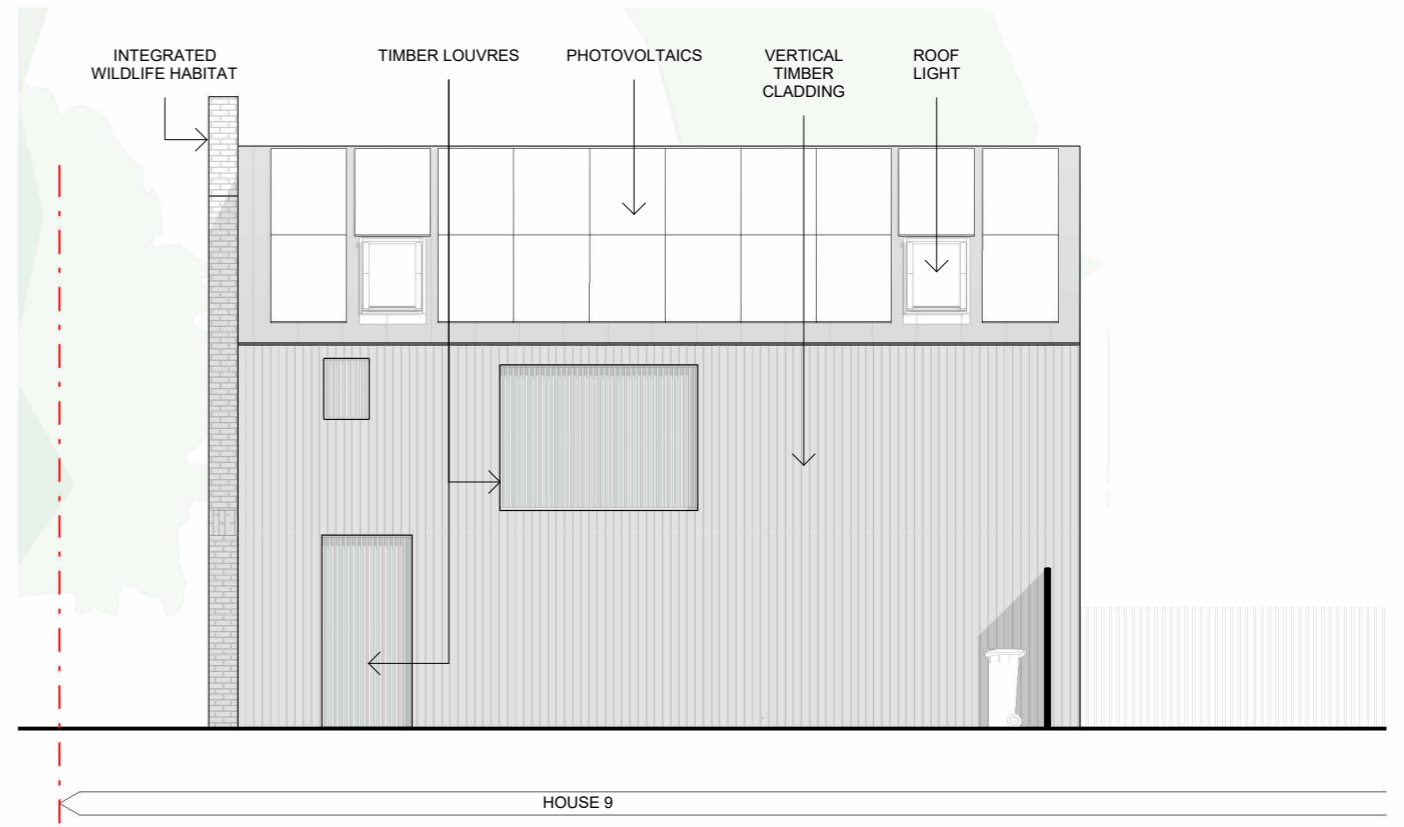 INTEGRATED
WILDLIFE HABITAT
TIMBER LOUVRES
PHOTOVOLTAICS
VERTICAL
TIMBER
CLADDING
ROOF
LIGHT
HOUSE 9